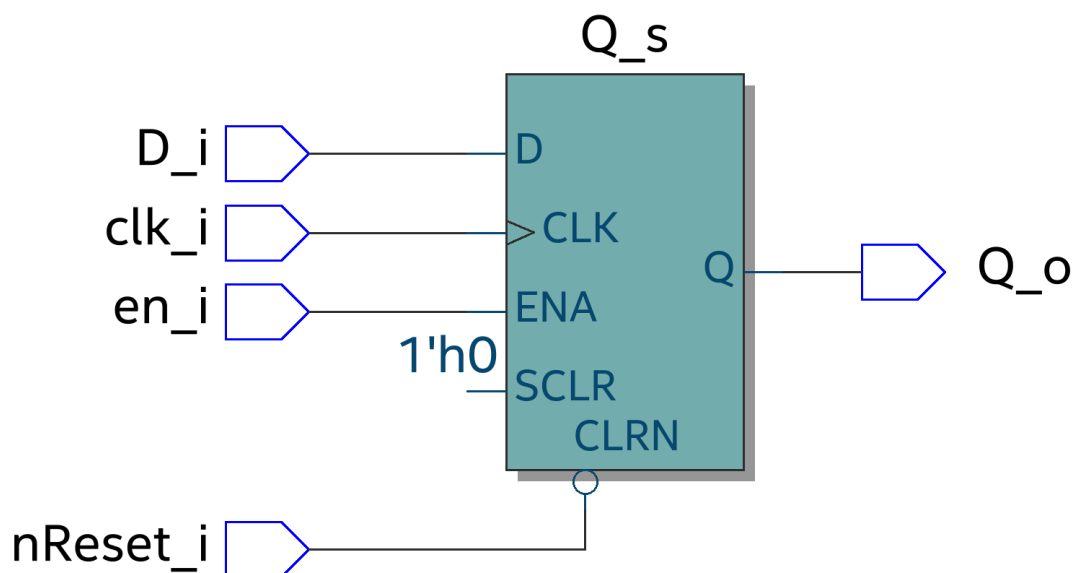 Q_s
D_i
D
clk_i
CLK
Q
Q_o
en_i
ENA
1'h0
SCLR
CLRN
nReset_i